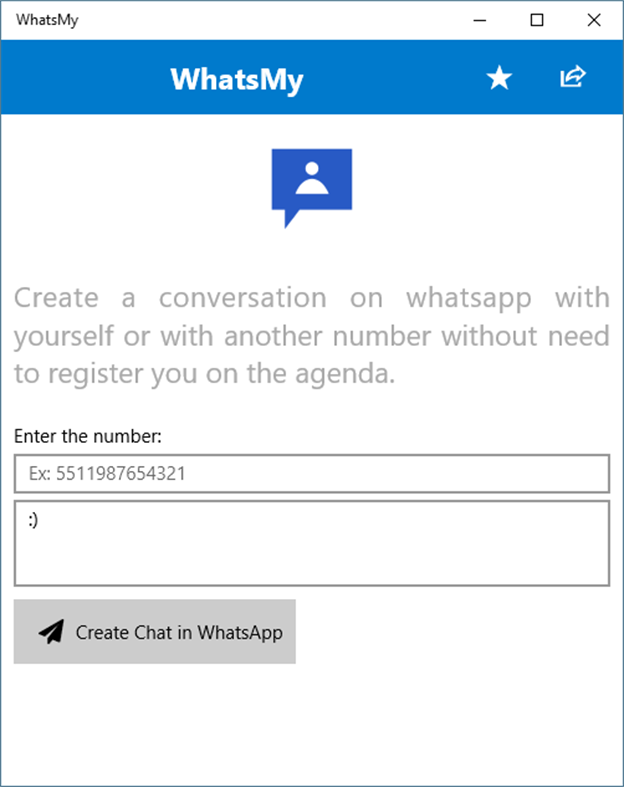 WhatsMy
WhatsMy
Create a conversation on whatsapp with
yourself or with another number without need
to register you on the agenda.
Enter the number:
Ex: 5511987654321
:)
Create Chat in WhatsApp